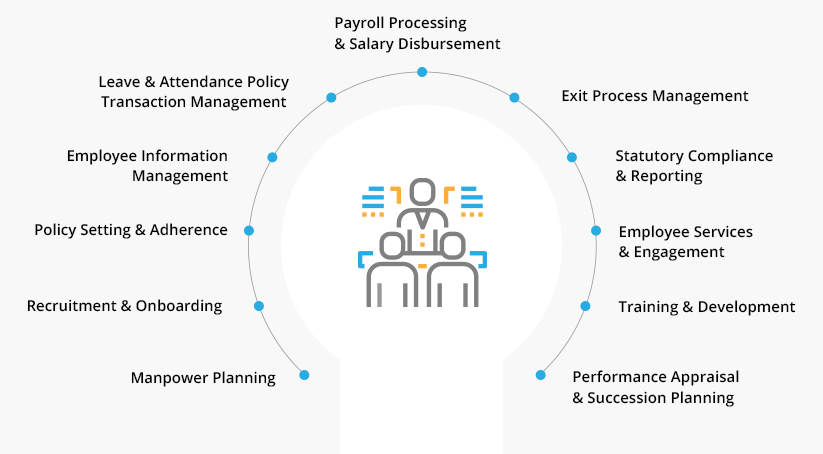 Payroll Processing
& Salary Disbursement
Leave & Attendance Policy
Transaction Management
Exit Process Management
Employee Information
Management
Statutory Compliance
& Reporting
Policy Setting & Adherence
Employee Services
& Engagement
Recruitment & Onboarding
Training & Development
Manpower Planning
Performance Appraisal
& Succession Planning